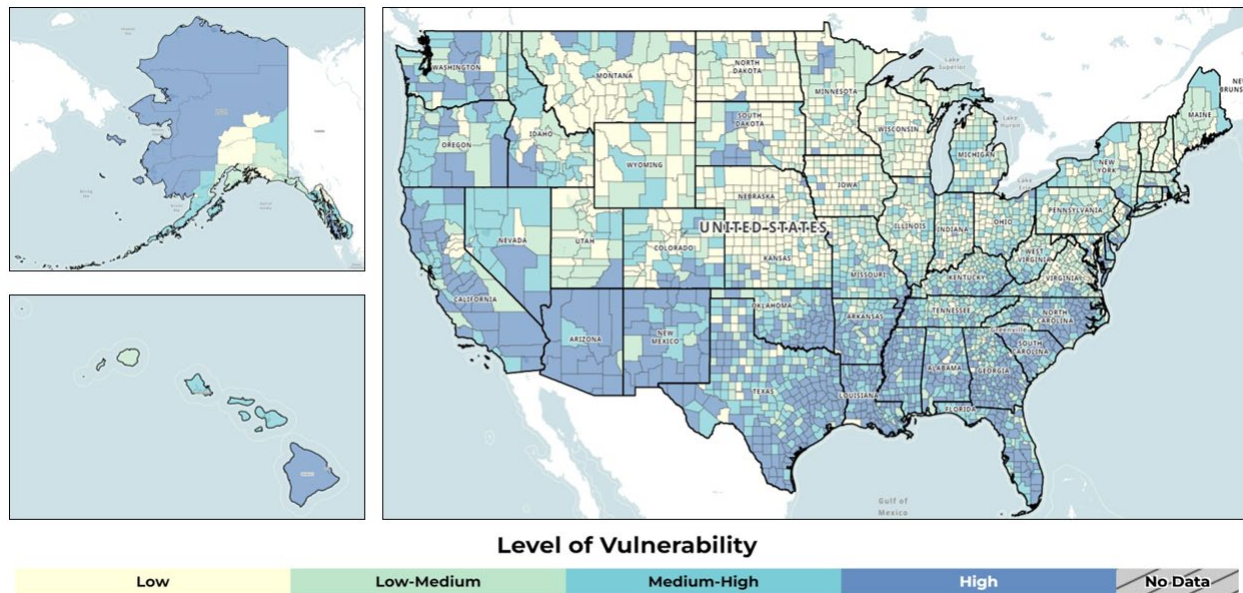 WASHINGTON
MONTANA
NORTH
DAKOTA
MINNESOTA
Lake
Superior
NEW
BRUNS
MAINE
OREGON
IDAHO
SOUTH
DAKOTA
WISCONSIN
Lake
Huron
MICHIGAN
WYOMING
NEW
YORK
IOWA
NEBRASKA
PENNSYLVANIA
NEVADA
UTAH
COLORADO
UNITED STATES
KANSAS
ILLINOIS
INDIANA
OHIO
WEST
VIRGINIA
VIRGINIA
MISSOURI
KENTUCKY
CALIFORNIA
OKLAHOMA
ARKANSAS
TENNESSEE
NORTH
CAROLINA
Greenville
SOUTH
CAROLINA
ARIZONA
NEW
MEXICO
ALABAMA
GEORGIA
TEXAS
LOUISIANA
FLORIDA
Gulf of
Mexico
Level of Vulnerability
Low
Low-Medium
Medium-High
High
No Data